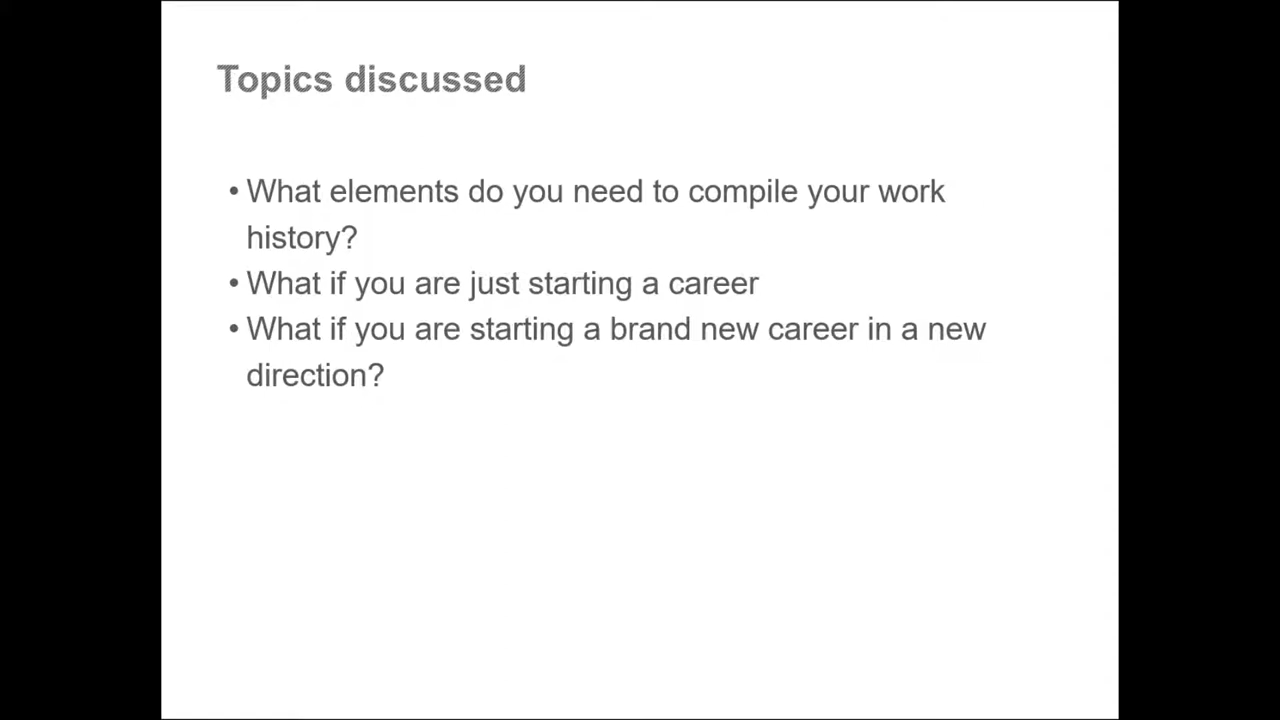 Topics discussed
• What elements do you need to compile your work
history?
• What if you are just starting a career
• What if you are starting a brand new career in a new
direction?